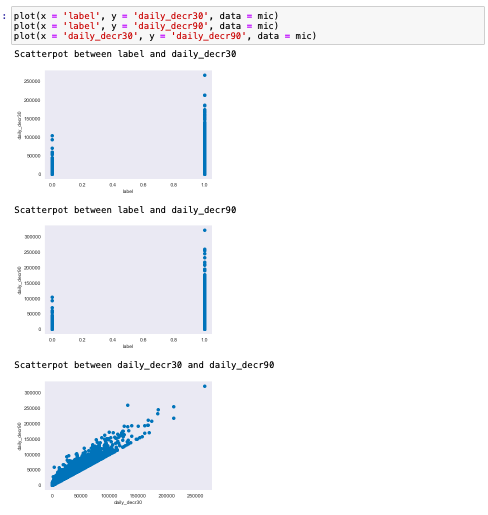 :
plot(x = 'label', y = 'daily_decr30', data = mic)
plot(x = 'label', y = 'daily_decr90', data = mic)
plot(x = 'daily_decr30', y = 'daily_decr90', data = mic)
Scatterpot between label and daily_decr30
250000
200000
150000
100000
50000
0
daily_decr30
0.0 0.2 0.4 0.6 0.8 1.0
label
Scatterpot between label and daily_decr90
300000
250000
200000
150000
100000
50000
0
daily_decr90
0.0 0.2 0.4 0.6 0.8 1.0
label
Scatterpot between daily_decr30 and daily_decr90
300000
250000
200000
150000
100000
50000
0
daily_decr90
0 50000 100000 150000 200000 250000
daily_decr30